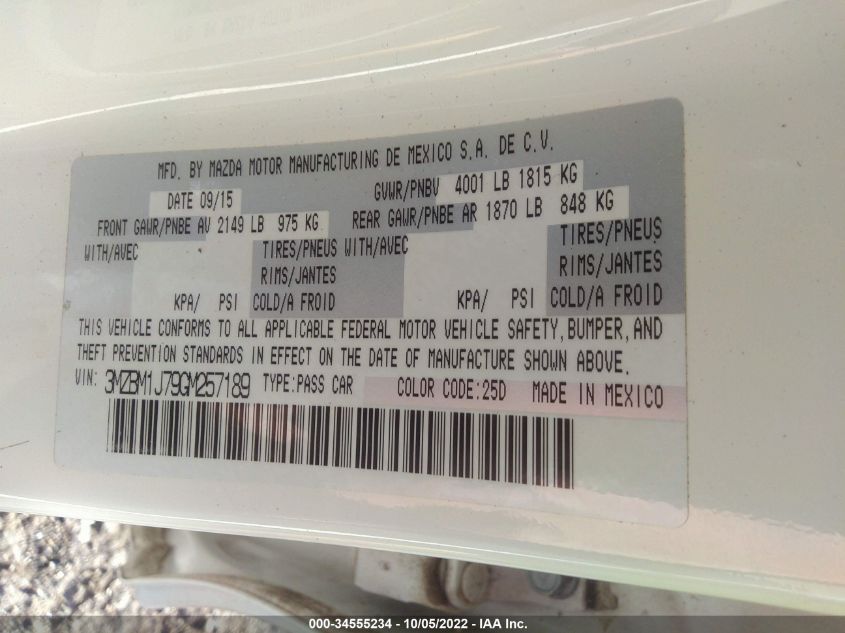 MFD. BY MAZDA MOTOR MANUFACTURING DE MEXICO S.A. DE C.V.
DATE 09/15 GVWR/PNBV 4001 LB 1815 KG
FRONT GAWR/PNBE AV 2149 LB 975 KG REAR GAWR/PNBE AR 1870 LB 848 KG
WITH/AVEC TIRES/PNEUS WITH/AVEC TIRES/PNEUS
RIMS/JANTES RIMS/JANTES
KPA/ PSI COLD/A FROID KPA/ PSI COLD/A FROID
THIS VEHICLE CONFORMS TO ALL APPLICABLE FEDERAL MOTOR VEHICLE SAFETY, BUMPER, AND
THEFT PREVENTION STANDARDS IN EFFECT ON THE DATE OF MANUFACTURE SHOWN ABOVE.
VIN: 3MZBM1J79GM257189 TYPE:PASS CAR COLOR CODE:25D MADE IN MEXICO
000-34555234 - 10/05/2022 - IAA Inc.